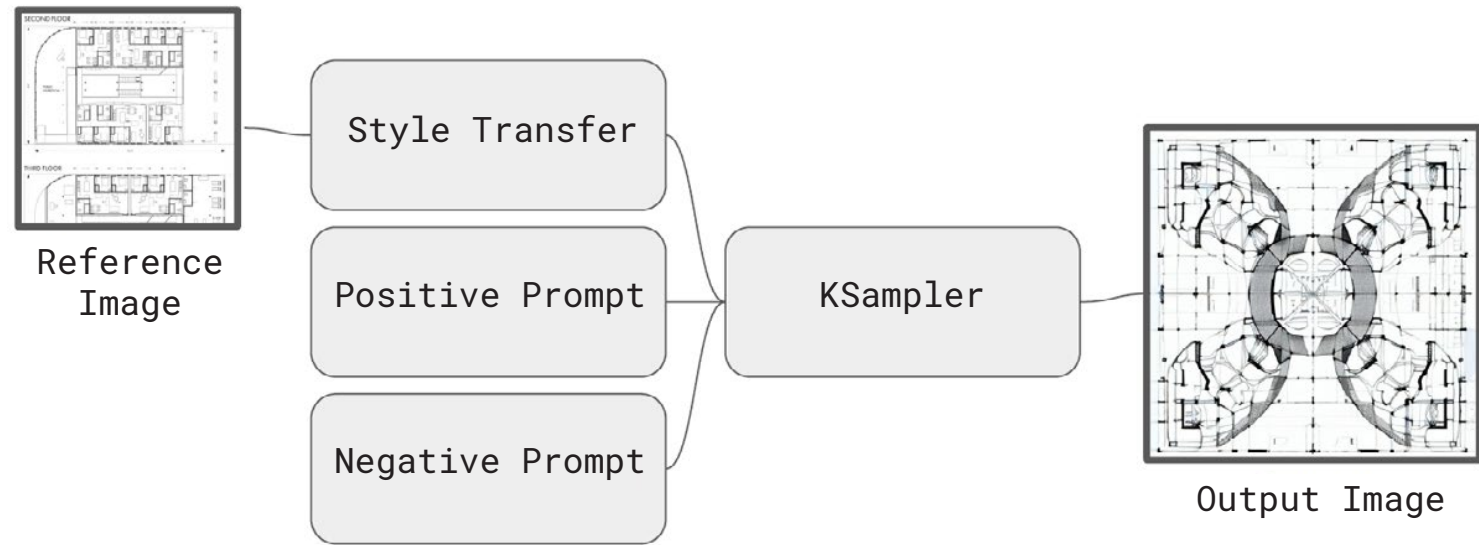 SECOND FLOOR
THIRD FLOOR
Reference
Image
Style Transfer
Positive Prompt
Negative Prompt
KSampler
Output Image